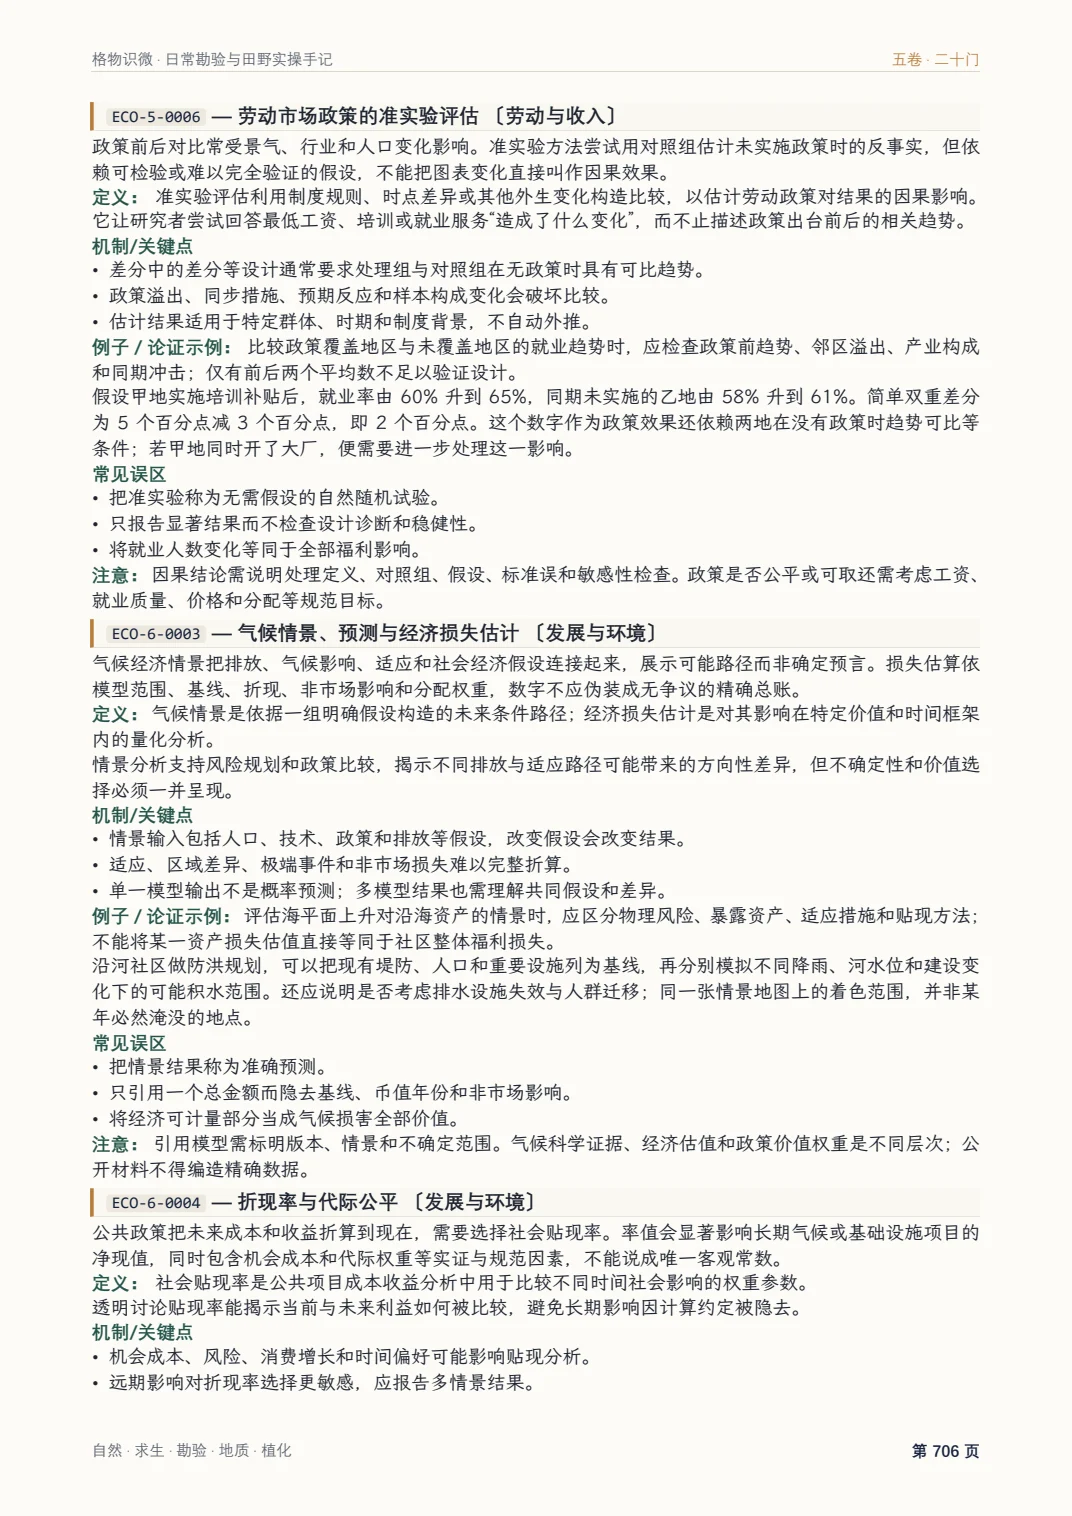 格物识微 · 日常勘验与田野实操手记
五卷 · 二十门
ECO-5-0006 — 劳动市场政策的准实验评估 〔劳动与收入〕
政策前后对比常受景气、行业和人口变化影响。准实验方法尝试用对照组估计未实施政策时的反事实，但依
赖可检验或难以完全验证的假设，不能把图表变化直接叫作因果效果。
定义： 准实验评估利用制度规则、时点差异或其他外生变化构造比较，以估计劳动政策对结果的因果影响。
它让研究者尝试回答最低工资、培训或就业服务“造成了什么变化”，而不止描述政策出台前后的相关趋势。
机制/关键点
• 差分中的差分等设计通常要求处理组与对照组在无政策时具有可比趋势。
• 政策溢出、同步措施、预期反应和样本构成变化会破坏比较。
• 估计结果适用于特定群体、时期和制度背景，不自动外推。
例子 / 论证示例： 比较政策覆盖地区与未覆盖地区的就业趋势时，应检查政策前趋势、邻区溢出、产业构成
和同期冲击；仅有前后两个平均数不足以验证设计。
假设甲地实施培训补贴后，就业率由 60% 升到 65%，同期未实施的乙地由 58% 升到 61%。简单双重差分
为 5 个百分点减 3 个百分点，即 2 个百分点。这个数字作为政策效果还依赖两地在没有政策时趋势可比等
条件；若甲地同时开了大厂，便需要进一步处理这一影响。
常见误区
• 把准实验称为无需假设的自然随机试验。
• 只报告显著结果而不检查设计诊断和稳健性。
• 将就业人数变化等同于全部福利影响。
注意： 因果结论需说明处理定义、对照组、假设、标准误和敏感性检查。政策是否公平或可取还需考虑工资、
就业质量、价格和分配等规范目标。
ECO-6-0003 — 气候情景、预测与经济损失估计 〔发展与环境〕
气候经济情景把排放、气候影响、适应和社会经济假设连接起来，展示可能路径而非确定预言。损失估算依
模型范围、基线、折现、非市场影响和分配权重，数字不应伪装成无争议的精确总账。
定义： 气候情景是依据一组明确假设构造的未来条件路径；经济损失估计是对其影响在特定价值和时间框架
内的量化分析。
情景分析支持风险规划和政策比较，揭示不同排放与适应路径可能带来的方向性差异，但不确定性和价值选
择必须一并呈现。
机制/关键点
• 情景输入包括人口、技术、政策和排放等假设，改变假设会改变结果。
• 适应、区域差异、极端事件和非市场损失难以完整折算。
• 单一模型输出不是概率预测；多模型结果也需理解共同假设和差异。
例子 / 论证示例： 评估海平面上升对沿海资产的情景时，应区分物理风险、暴露资产、适应措施和贴现方法；
不能将某一资产损失估值直接等同于社区整体福利损失。
沿河社区做防洪规划，可以把现有堤防、人口和重要设施列为基线，再分别模拟不同降雨、河水位和建设变
化下的可能积水范围。还应说明是否考虑排水设施失效与人群迁移；同一张情景地图上的着色范围，并非某
年必然淹没的地点。
常见误区
• 把情景结果称为准确预测。
• 只引用一个总金额而隐去基线、币值年份和非市场影响。
• 将经济可计量部分当成气候损害全部价值。
注意： 引用模型需标明版本、情景和不确定范围。气候科学证据、经济估值和政策价值权重是不同层次；公
开材料不得编造精确数据。
ECO-6-0004 — 折现率与代际公平 〔发展与环境〕
公共政策把未来成本和收益折算到现在，需要选择社会贴现率。率值会显著影响长期气候或基础设施项目的
净现值，同时包含机会成本和代际权重等实证与规范因素，不能说成唯一客观常数。
定义： 社会贴现率是公共项目成本收益分析中用于比较不同时间社会影响的权重参数。
透明讨论贴现率能揭示当前与未来利益如何被比较，避免长期影响因计算约定被隐去。
机制/关键点
• 机会成本、风险、消费增长和时间偏好可能影响贴现分析。
• 远期影响对折现率选择更敏感，应报告多情景结果。
自然 · 求生 · 勘验 · 地质 · 植化
第 706 页